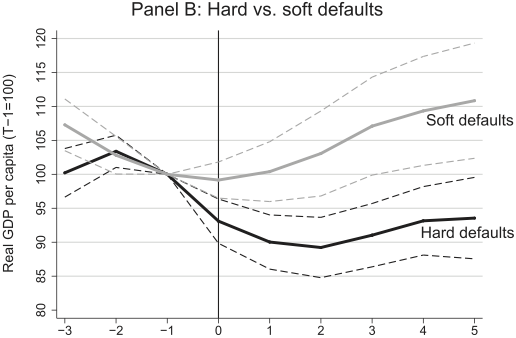 Panel B: Hard vs. soft defaults
Real GDP per capita (T−1=100)
120
115
110
105
100
95
90
85
80
Soft defaults
Hard defaults
−3 −2 −1 0 1 2 3 4 5